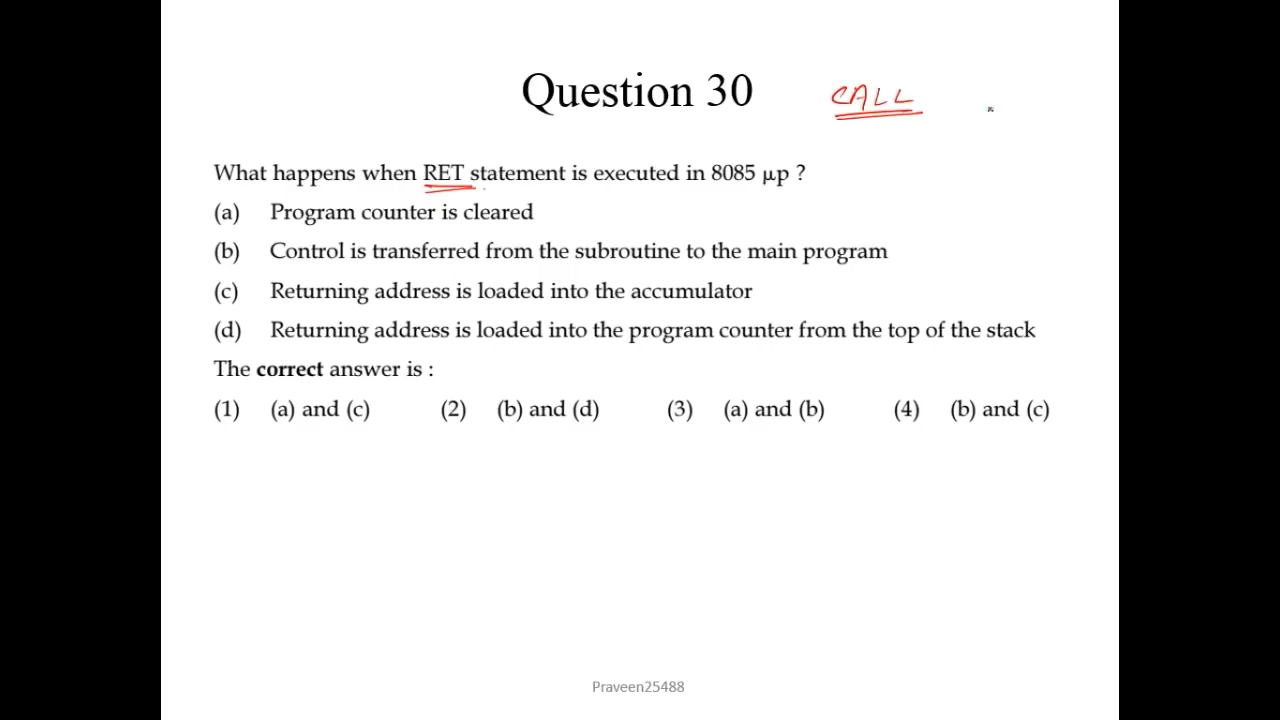 Question 30 CALL
What happens when RET statement is executed in 8085 μp ?
(a) Program counter is cleared
(b) Control is transferred from the subroutine to the main program
(c) Returning address is loaded into the accumulator
(d) Returning address is loaded into the program counter from the top of the stack
The correct answer is :
(1) (a) and (c) (2) (b) and (d) (3) (a) and (b) (4) (b) and (c)
Praveen25488